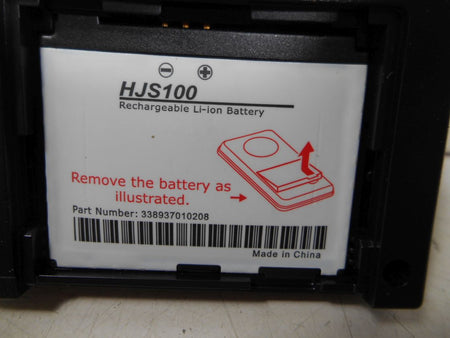 HJS100
Rechargeable Li-ion Battery
Remove the battery as
illustrated.
Part Number: 338937010208
Made in China